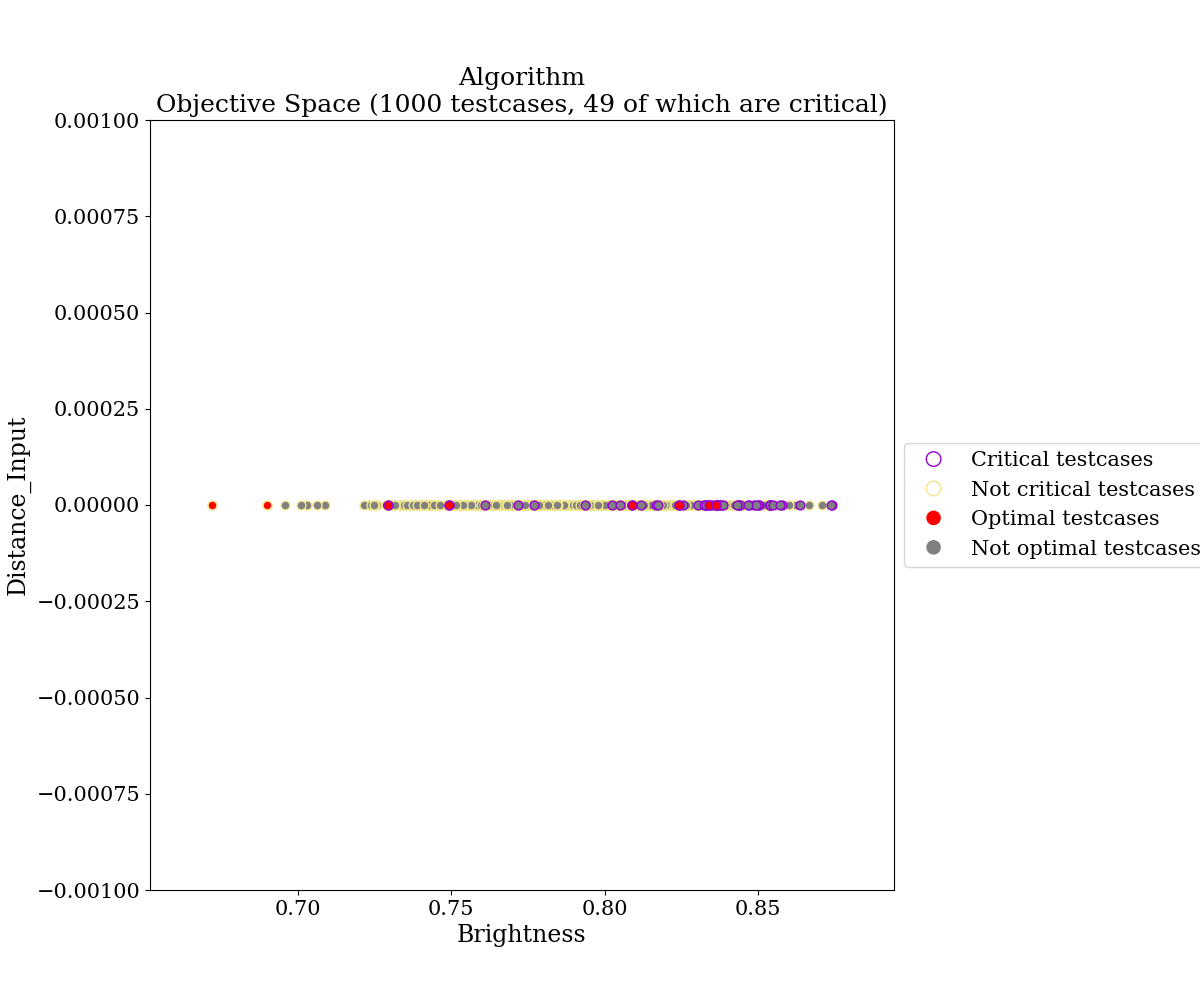 Algorithm
Objective Space (1000 testcases, 49 of which are critical)
0.00100
0.00075
0.00050
0.00025
0.00000
−0.00025
−0.00050
−0.00075
−0.00100
Distance_Input
0.70 0.75 0.80 0.85
Brightness
Critical testcases
Not critical testcases
Optimal testcases
Not optimal testcases